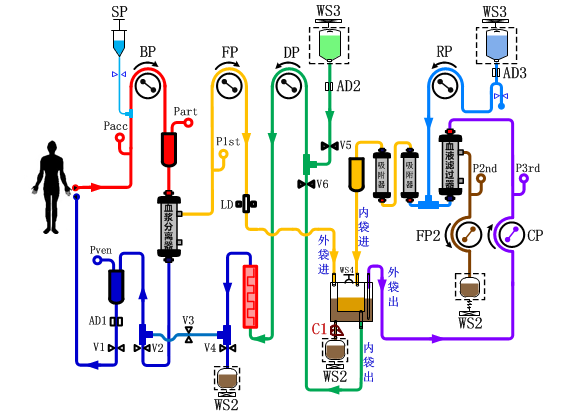 SP
WS3
WS3
BP
FP
DP
RP
AD2
AD3
Pacc
Part
P1st
V5
V6
吸附器
吸附器
血液滤过器
P2nd
P3rd
LD
血浆分离器
内袋进
外袋进
FP2
CP
Pven
WS4
外袋出
AD1
V3
C1
WS2
V1
V2
V4
内袋出
WS2
WS2